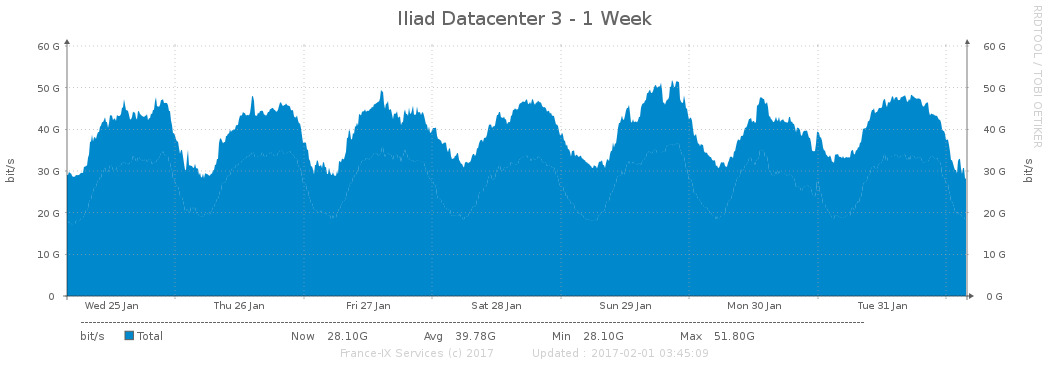 Iliad Datacenter 3 - 1 Week
RRDTOOL / TOBI OETIKER
60 G 60 G
50 G 50 G
40 G 40 G
30 G 30 G
20 G 20 G
10 G 10 G
0 0 G
bit/s bit/s
Wed 25 Jan Thu 26 Jan Fri 27 Jan Sat 28 Jan Sun 29 Jan Mon 30 Jan Tue 31 Jan
bit/s Total Now 28.10G Avg 39.78G Min 28.10G Max 51.80G
France-IX Services (c) 2017 Updated : 2017-02-01 03:45:09